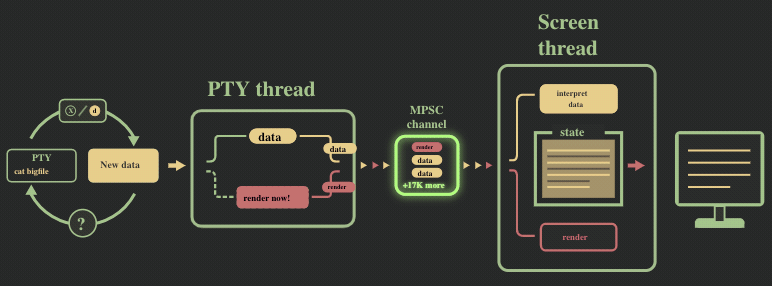 Screen
thread
PTY thread
MPSC
channel
d
PTY
cat bigfile
New data
?
data
data
render now!
render
render
data
data
+17K more
interpret
data
state
render